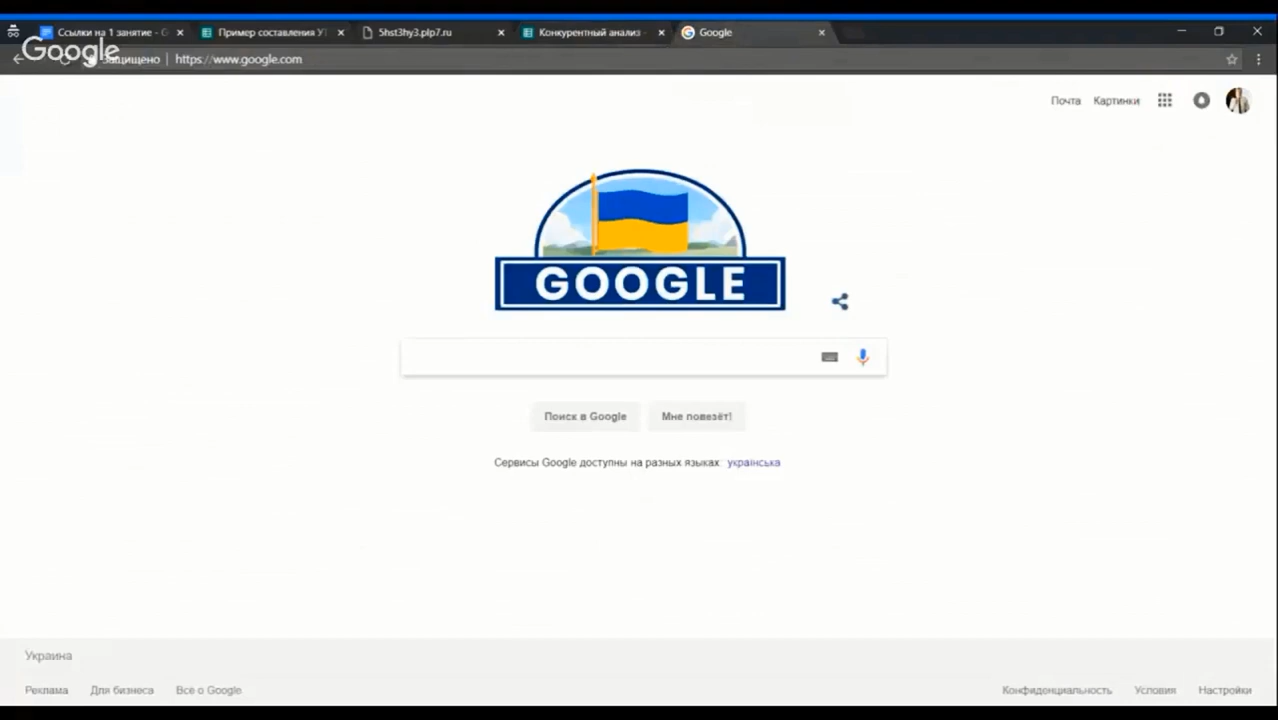 Ссылки на 1 занятие - G
Пример составления УТ
5hst3hy3.plp7.ru
Конкурентный анализ -
Google
Google
Защищено
https://www.google.com
Почта
Картинки
GOOGLE
Поиск в Google
Мне повезёт!
Сервисы Google доступны на разных языках: українська
Украина
Реклама
Для бизнеса
Всё о Google
Конфиденциальность
Условия
Настройки